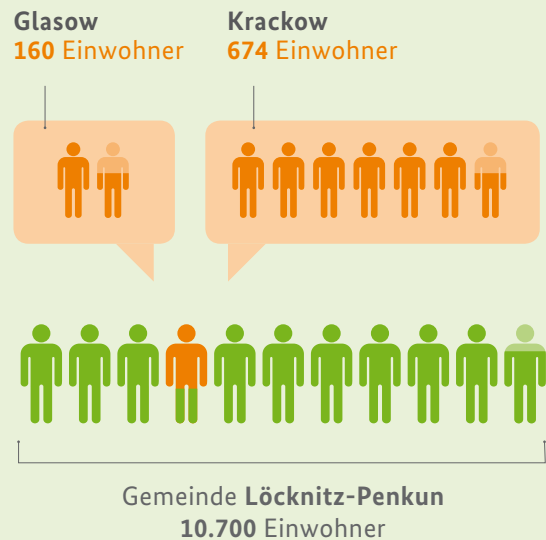 Glasow
160 Einwohner
Krackow
674 Einwohner
Gemeinde Löcknitz-Penkun
10.700 Einwohner